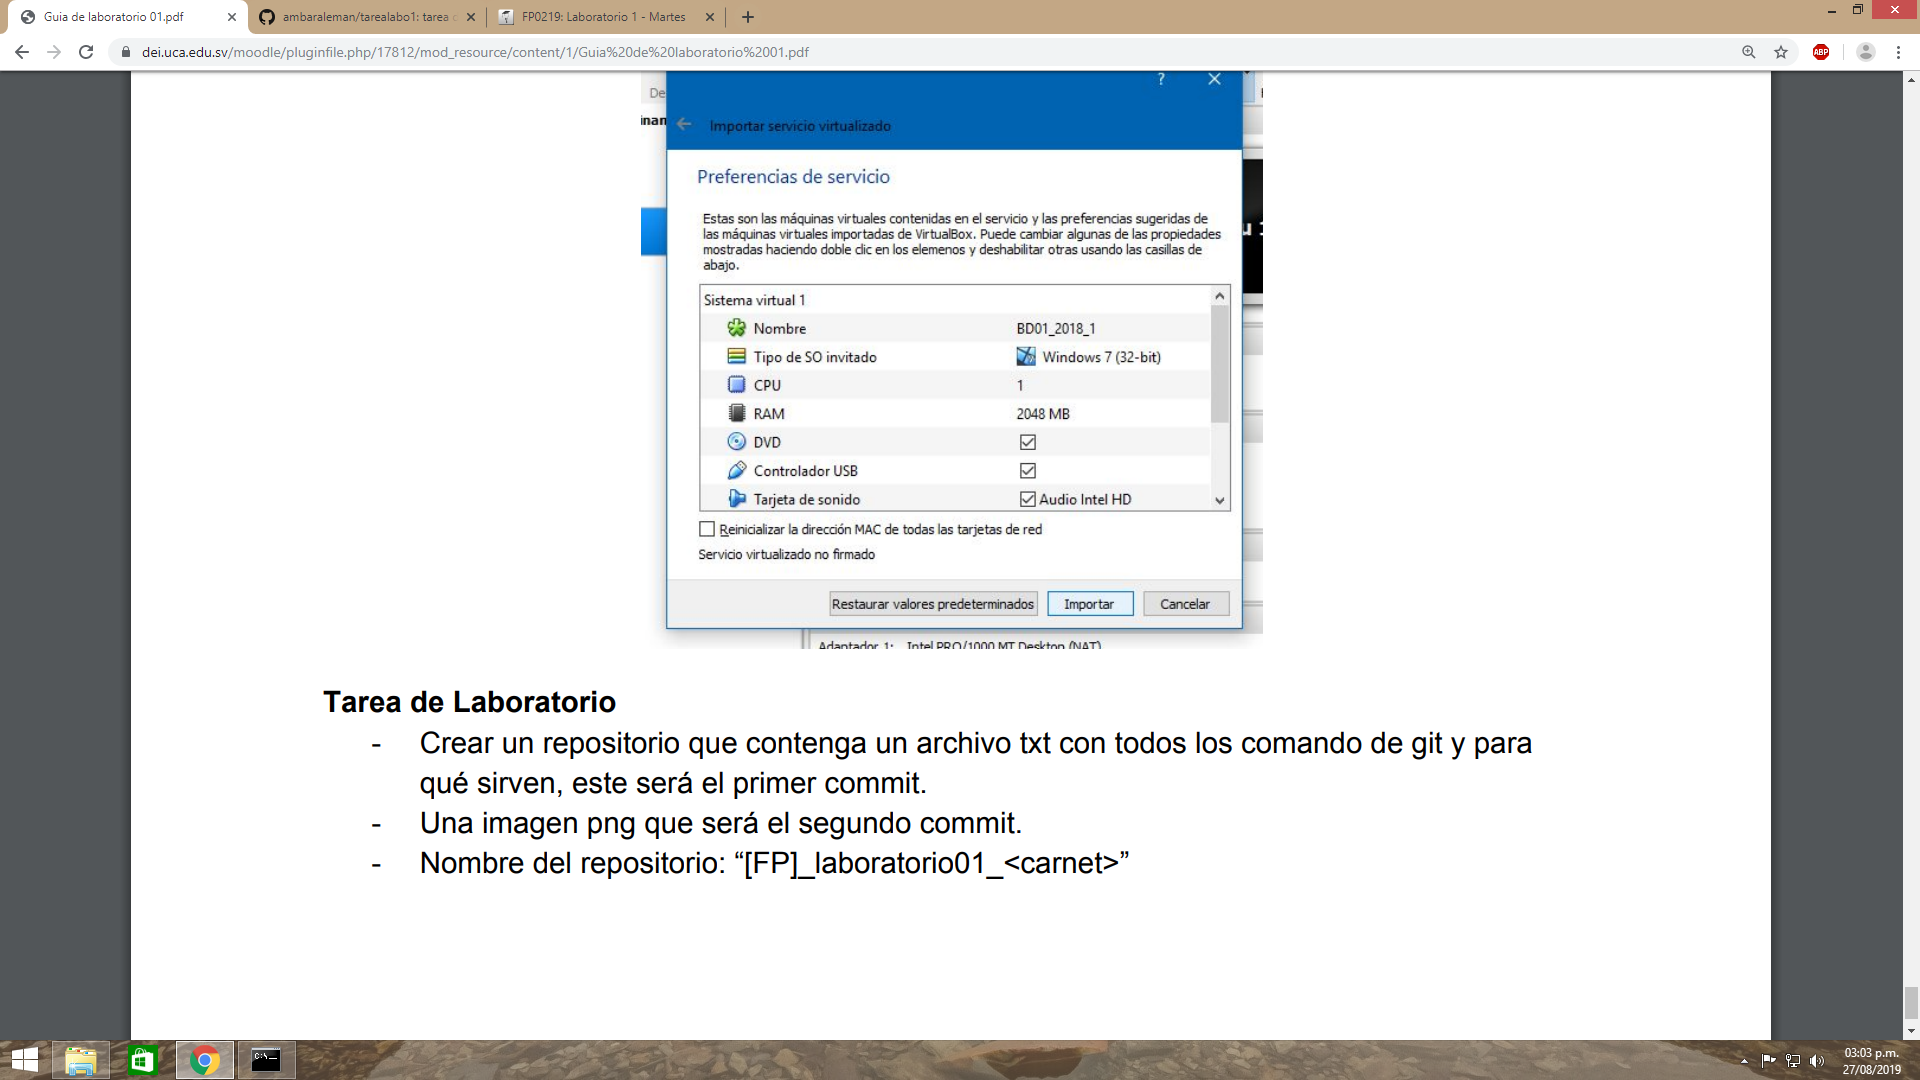 Guia de laboratorio 01.pdf
ambaraleman/tarealabo1: tarea
FP0219: Laboratorio 1 - Martes
dei.uca.edu.sv/moodle/pluginfile.php/17812/mod_resource/content/1/Guia%20de%20laboratorio%2001.pdf
ABP
De
inan
?
Importar servicio virtualizado
Preferencias de servicio
Estas son las máquinas virtuales contenidas en el servicio y las preferencias sugeridas de
las máquinas virtuales importadas de VirtualBox. Puede cambiar algunas de las propiedades
mostradas haciendo doble clic en los elemenos y deshabilitar otras usando las casillas de
abajo.
Sistema virtual 1
Nombre BD01_2018_1
Tipo de SO invitado Windows 7 (32-bit)
CPU 1
RAM 2048 MB
DVD
Controlador USB
Tarjeta de sonido Audio Intel HD
Reinicializar la dirección MAC de todas las tarjetas de red
Servicio virtualizado no firmado
Restaurar valores predeterminados Importar Cancelar
Adaptador 1: Intel PRO/1000 MT Desktop (NAT)
Tarea de Laboratorio
- Crear un repositorio que contenga un archivo txt con todos los comando de git y para
qué sirven, este será el primer commit.
- Una imagen png que será el segundo commit.
- Nombre del repositorio: “[FP]_laboratorio01_<carnet>”
03:03 p.m.
27/08/2019